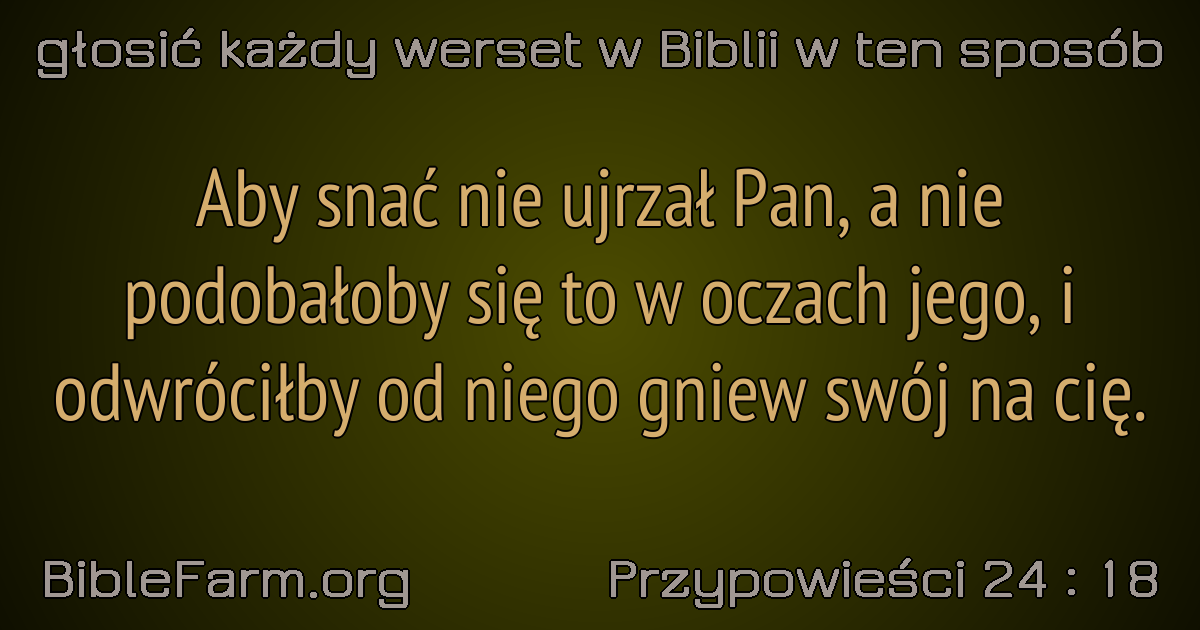 głosić każdy werset w Biblii w ten sposób
Aby snać nie ujrzał Pan, a nie
podobałoby się to w oczach jego, i
odwróciłby od niego gniew swój na cię.
BibleFarm.org
Przypowieści 24 : 18